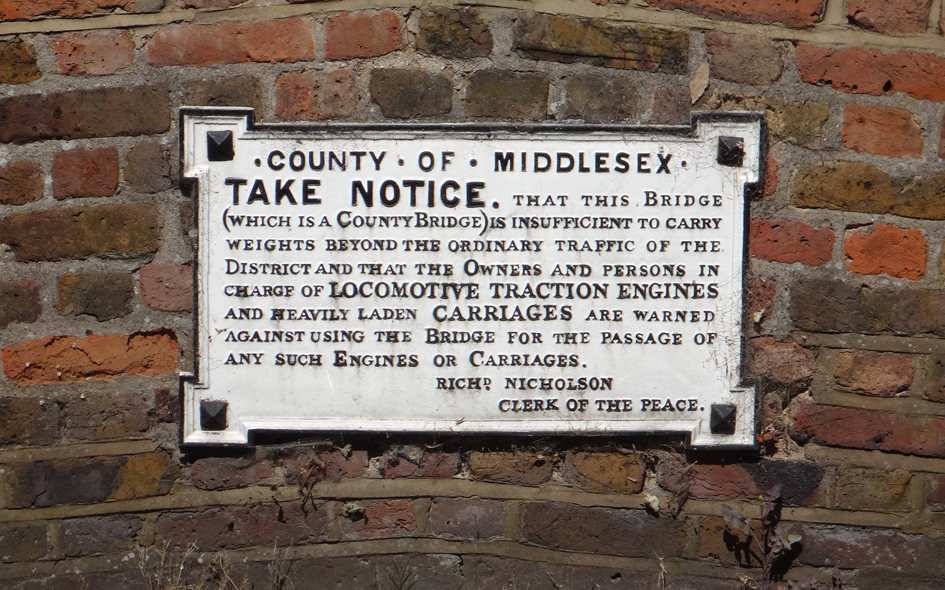 ·COUNTY · OF · MIDDLESEX·
TAKE NOTICE. THAT THIS BRIDGE
(WHICH IS A COUNTY BRIDGE) IS INSUFFICIENT TO CARRY
WEIGHTS BEYOND THE ORDINARY TRAFFIC OF THE
DISTRICT AND THAT THE OWNERS AND PERSONS IN
CHARGE OF LOCOMOTIVE TRACTION ENGINES
AND HEAVILY LADEN CARRIAGES ARE WARNED
AGAINST USING THE BRIDGE FOR THE PASSAGE OF
ANY SUCH ENGINES OR CARRIAGES.
RICHD NICHOLSON
CLERK OF THE PEACE.